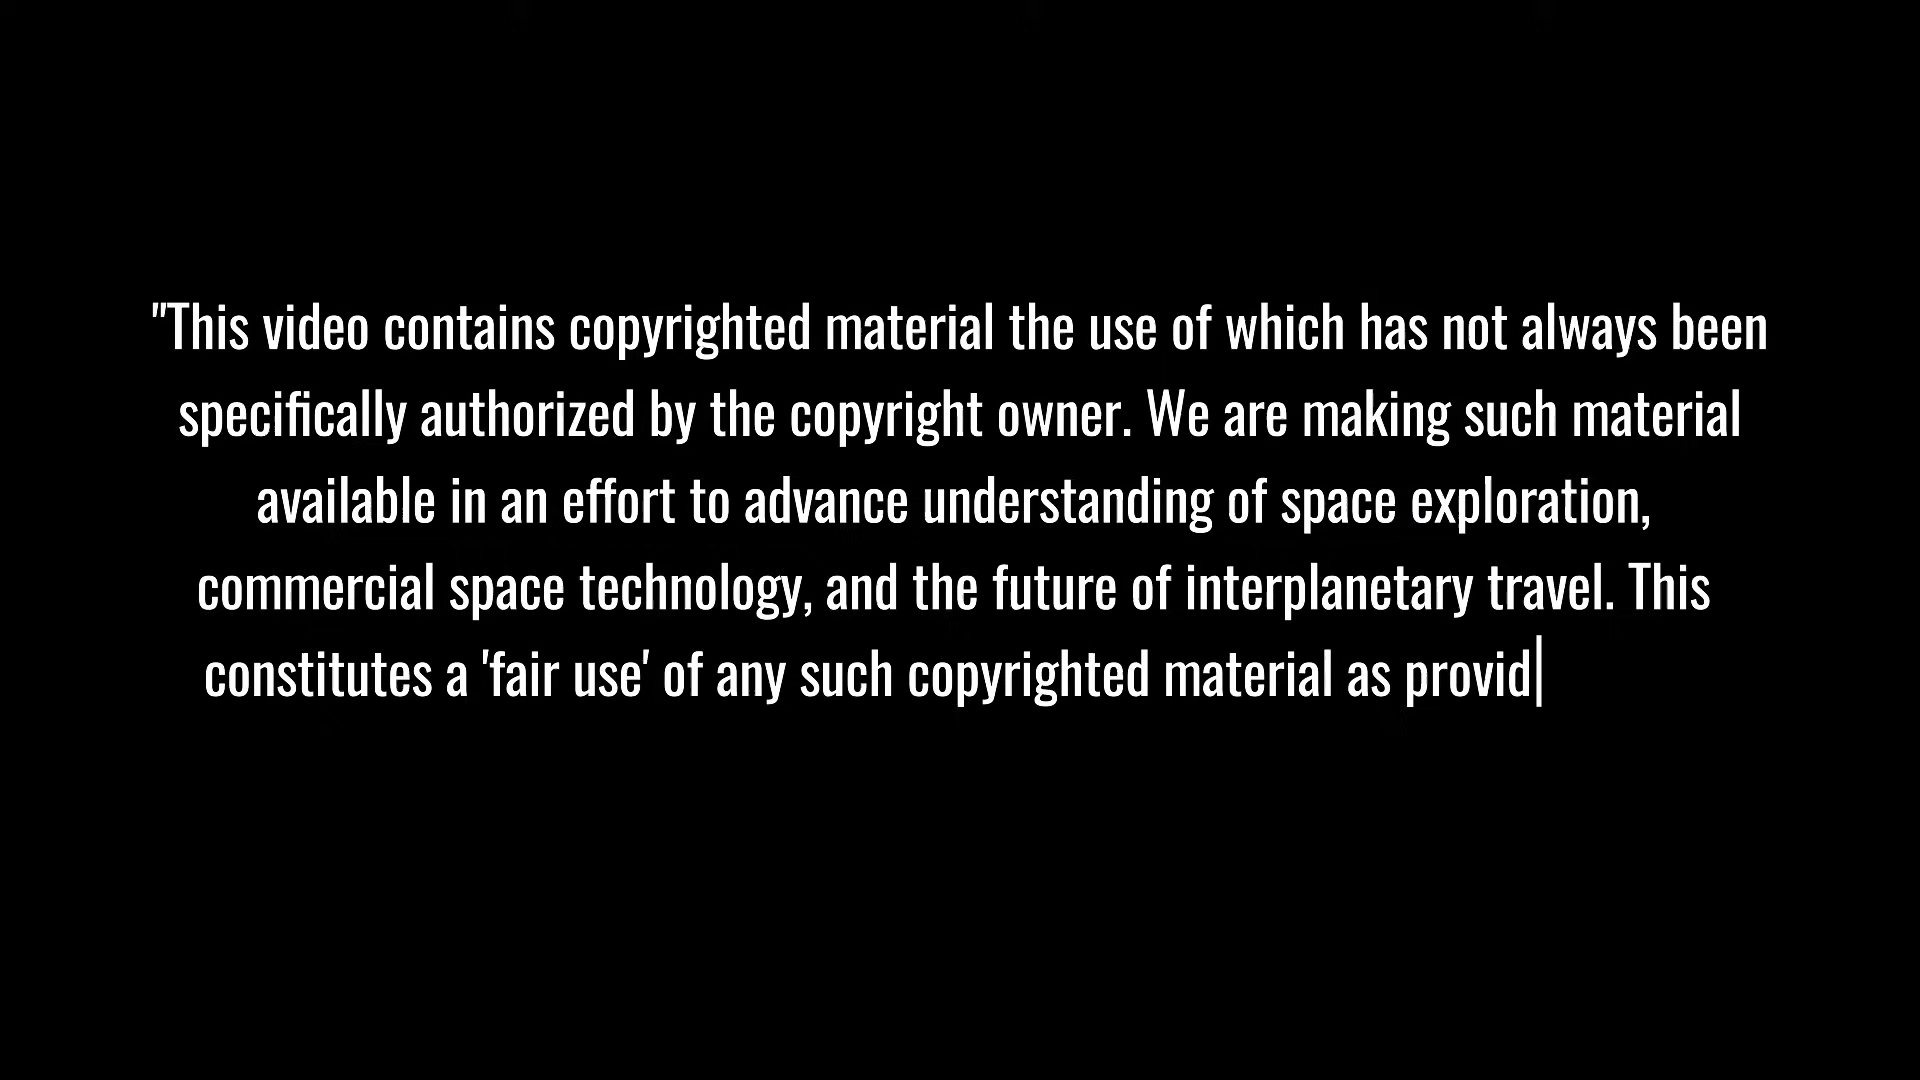 "This video contains copyrighted material the use of which has not always been
specifically authorized by the copyright owner. We are making such material
available in an effort to advance understanding of space exploration,
commercial space technology, and the future of interplanetary travel. This
constitutes a 'fair use' of any such copyrighted material as provid